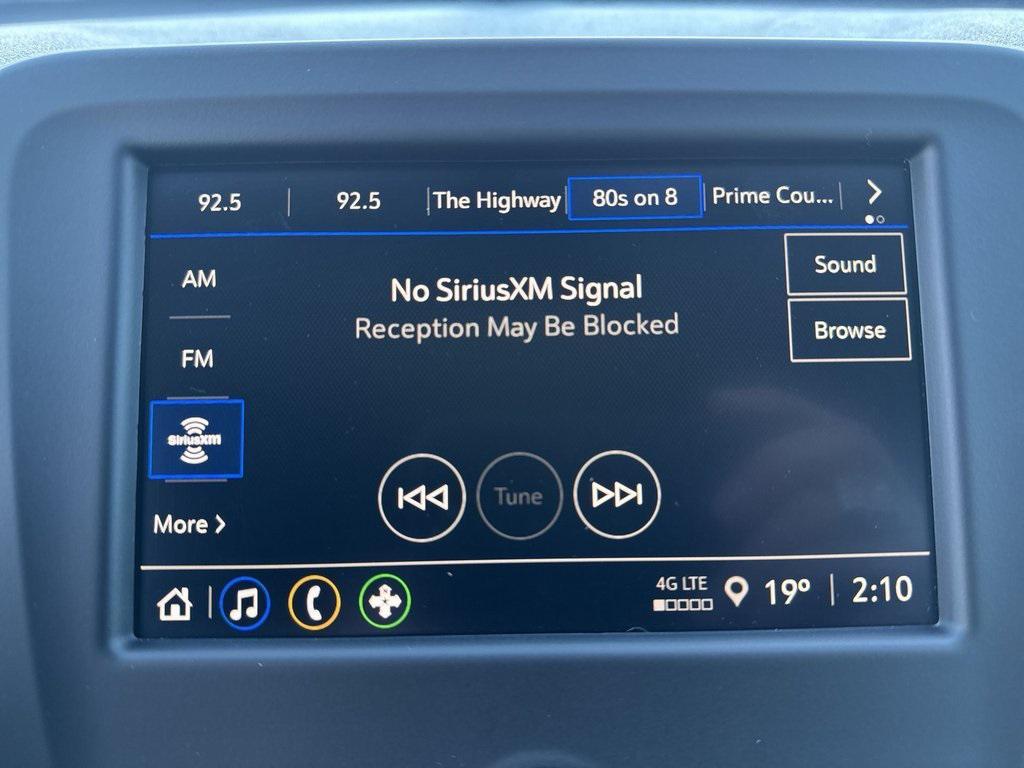 92.5
92.5
The Highway
80s on 8
Prime Cou...
AM
No SiriusXM Signal
Sound
Reception May Be Blocked
Browse
FM
SiriusXM
Tune
More >
4G LTE
19°
2:10